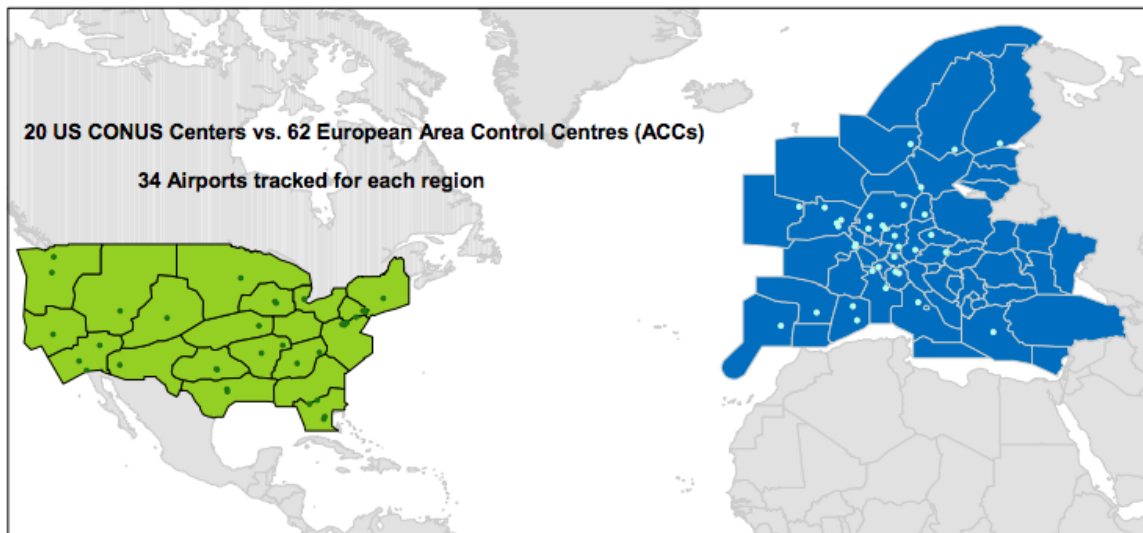 20 US CONUS Centers vs. 62 European Area Control Centres (ACCs)
34 Airports tracked for each region